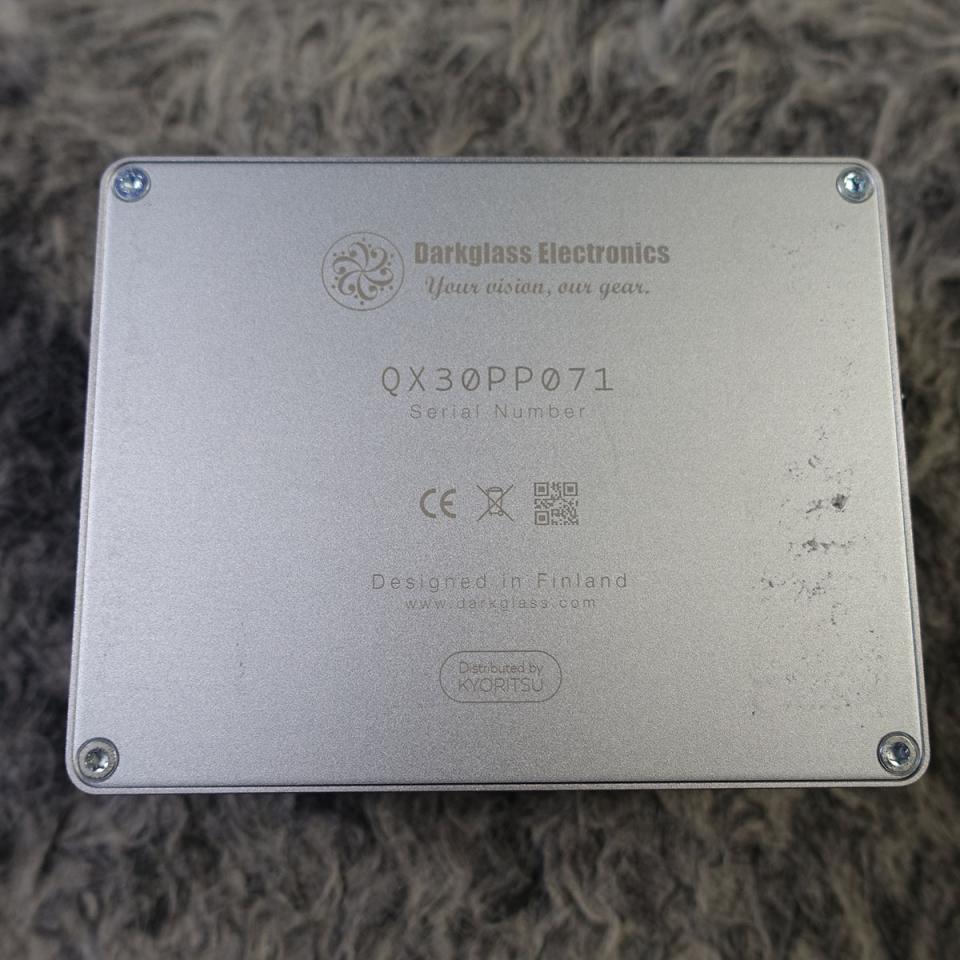 Darkglass Electronics
Your vision, our gear.
QX30PP071
Serial Number
CE
Designed in Finland
www.darkglass.com
Distributed by
KYORITSU